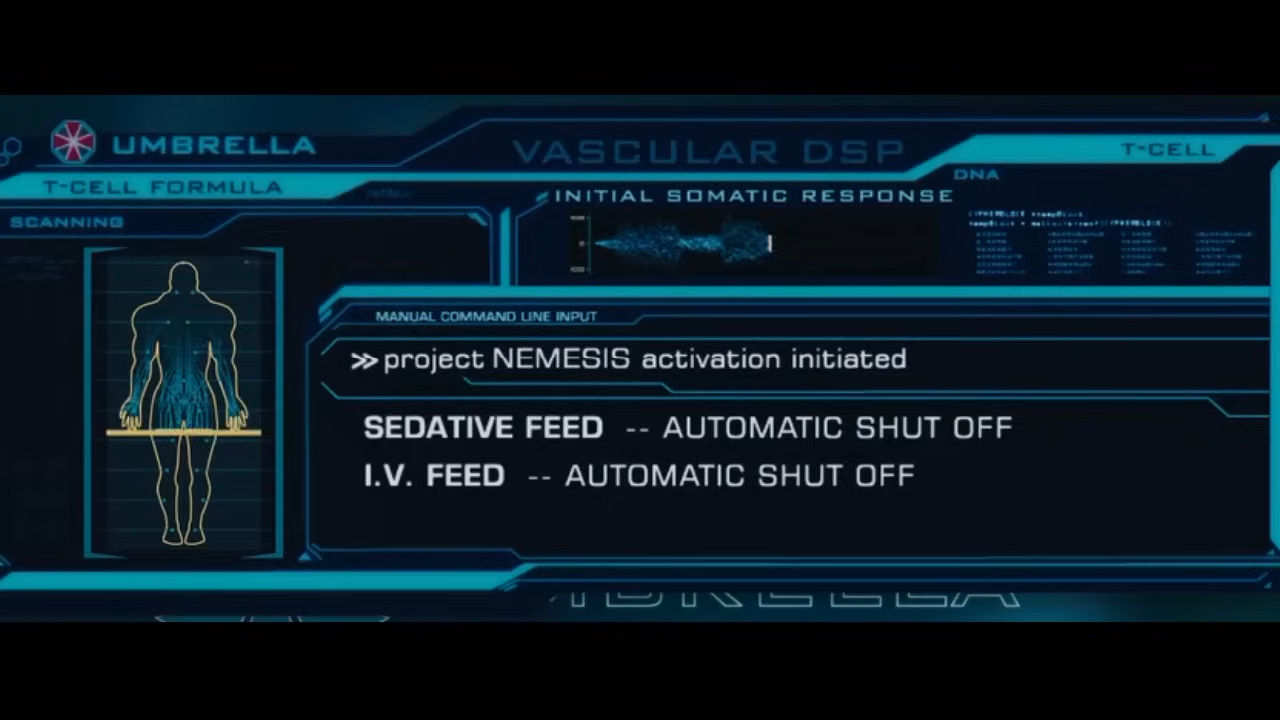 UMBRELLA
VASCULAR DSP
T-CELL
T-CELL FORMULA
DNA
INITIAL SOMATIC RESPONSE
SCANNING
MANUAL COMMAND LINE INPUT
>> project NEMESIS activation initiated
SEDATIVE FEED -- AUTOMATIC SHUT OFF
I.V. FEED -- AUTOMATIC SHUT OFF